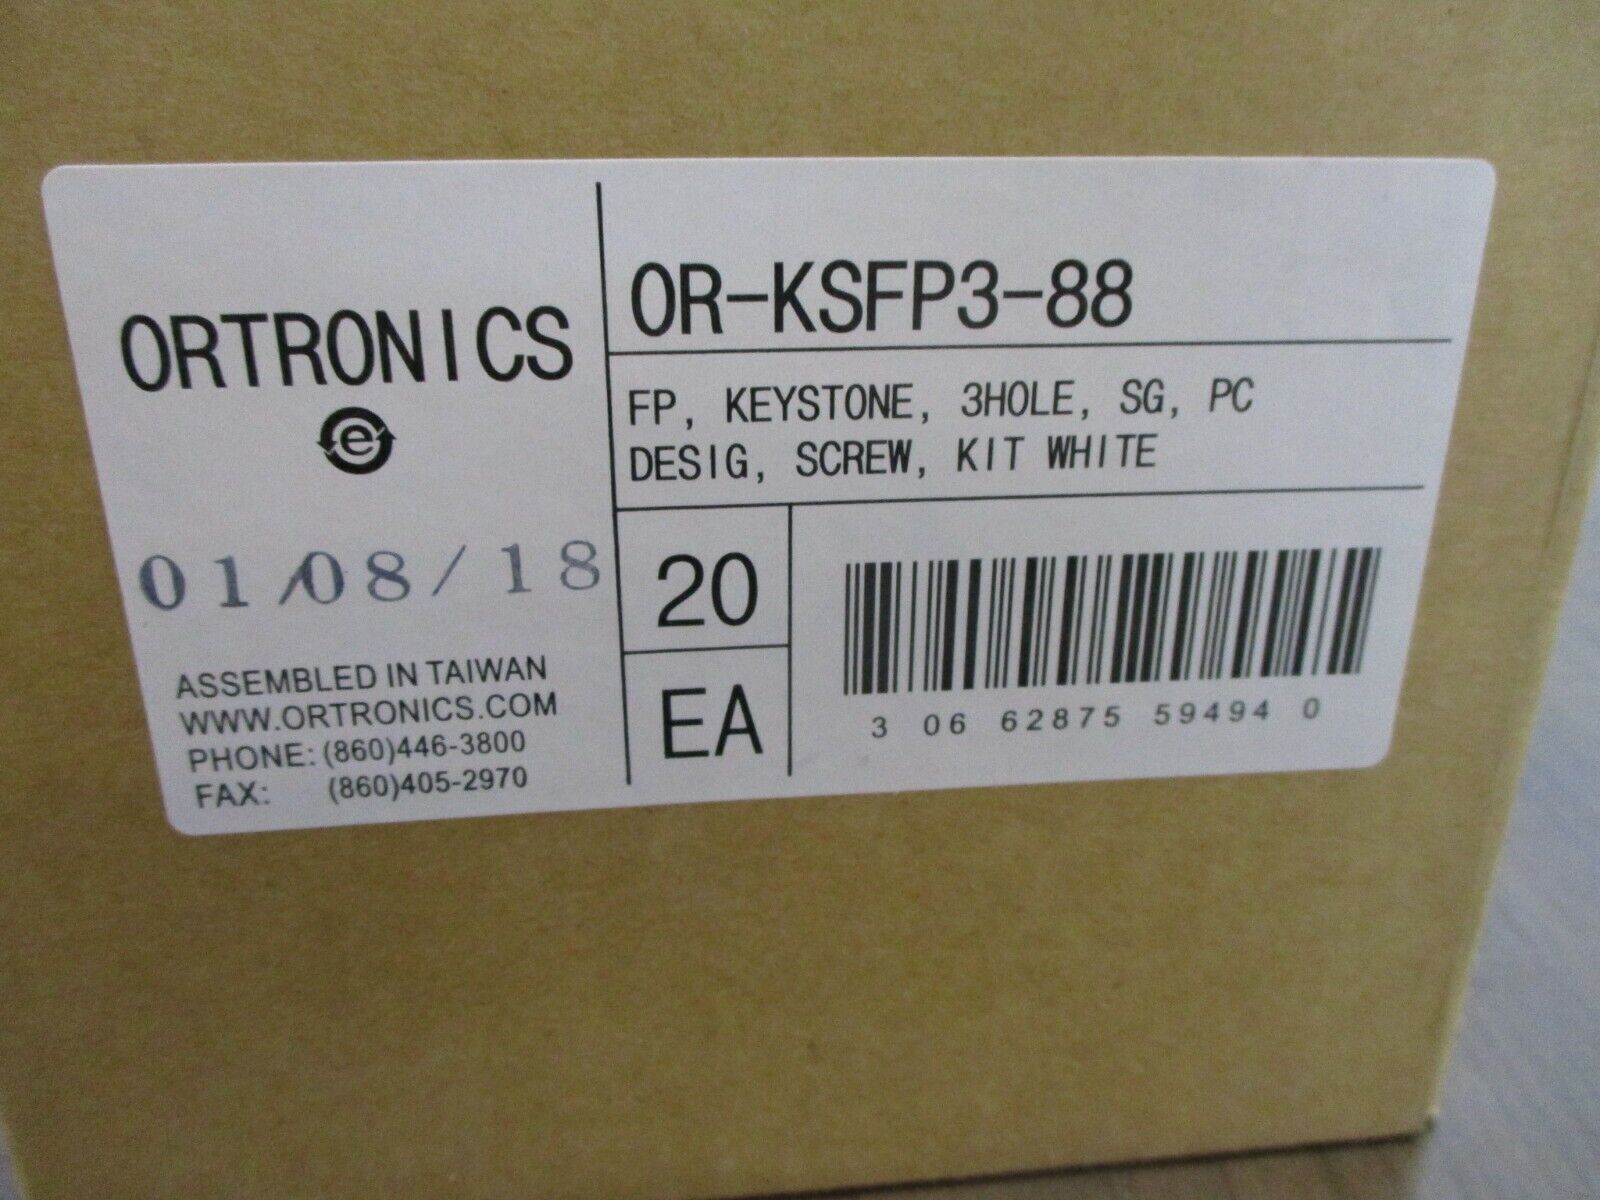 ORTRONICS
e
01/08/18
ASSEMBLED IN TAIWAN
WWW.ORTRONICS.COM
PHONE: (860)446-3800
FAX: (860)405-2970
OR-KSFP3-88
FP, KEYSTONE, 3HOLE, SG, PC
DESIG, SCREW, KIT WHITE
20
EA
3 06 62875 59494 0